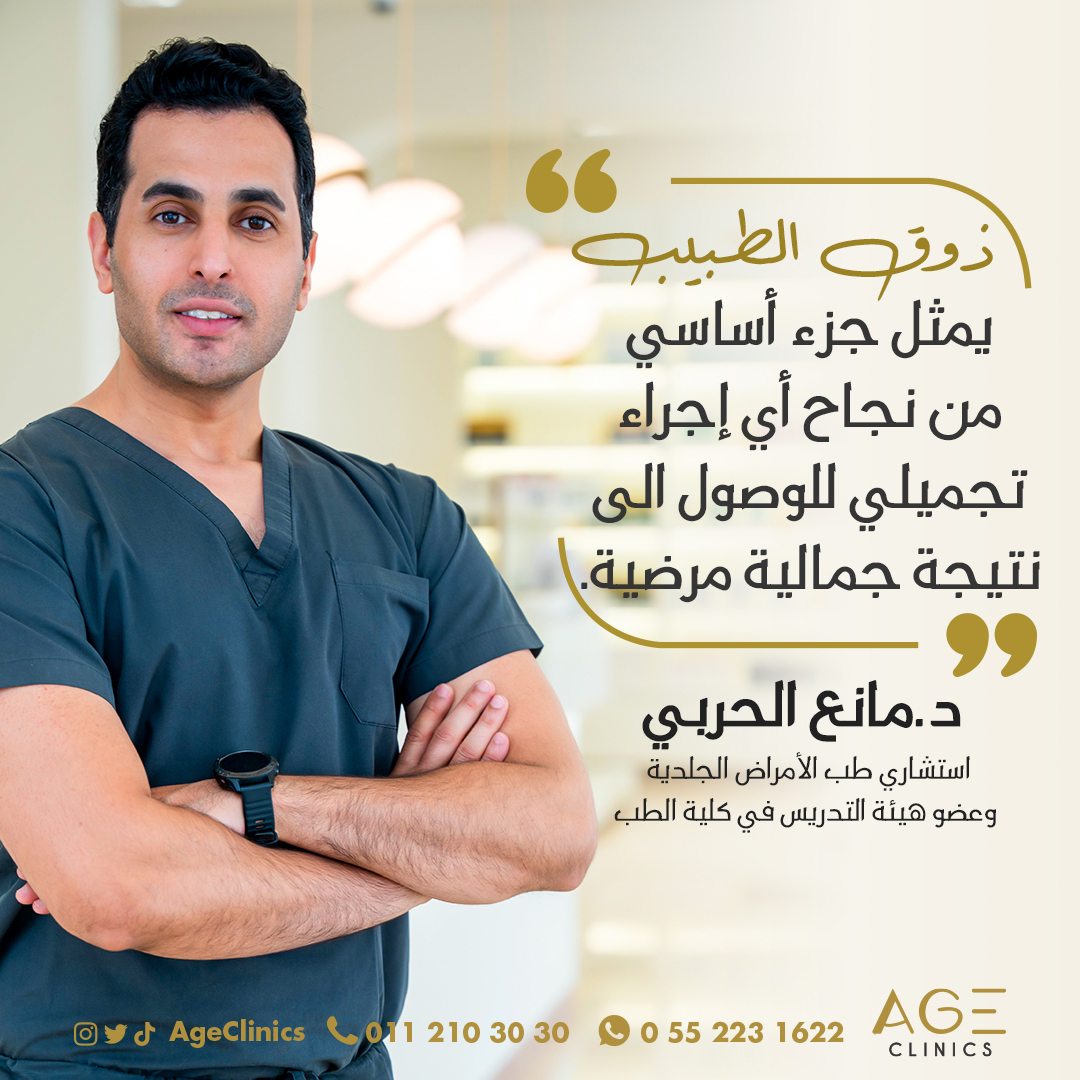 ذوق الطبيب
يمثل جزء أساسي
من نجاح أي إجراء
تجميلي للوصول الى
نتيجة جمالية مرضية.
د.مانع الحربي
استشاري طب الأمراض الجلدية
وعضو هيئة التدريس في كلية الطب
AgeClinics 011 210 30 30 0 55 223 1622
AGE
CLINICS